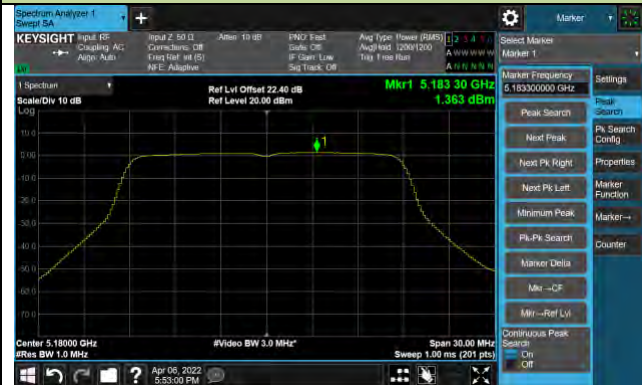 Spectrum Analyzer 1
Swept SA
+
Marker
KEYSIGHT Input: RF Input Z: 50 Ω Atten: 10 dB PNO: Fast Avg Type: Power (RMS) 1 2 3 4 5 6
Coupling: AC Corrections: Off Gate: Off Avg|Hold: 1200/1200 A W W W W W
Align: Auto Freq Ref: Int (S) IF Gain: Low Trig: Free Run
NFE: Adaptive Sig Track: Off A N N N N N
Select Marker
Marker 1
1 Spectrum
Scale/Div 10 dB
Log
Ref Lvl Offset 22.40 dB
Ref Level 20.00 dBm
Mkr1 5.183 30 GHz
1.363 dBm
1
10.0
0.00
-10.0
-20.0
-30.0
-40.0
-50.0
-60.0
-70.0
Center 5.18000 GHz
#Res BW 1.0 MHz
#Video BW 3.0 MHz*
Span 30.00 MHz
Sweep 1.00 ms (201 pts)
Marker Frequency
5.183300000 GHz
Peak Search
Next Peak
Next Pk Right
Next Pk Left
Minimum Peak
Pk-Pk Search
Marker Delta
Mkr→CF
Mkr→Ref Lvl
Continuous Peak
Search
On
Off
Settings
Peak
Search
Pk Search
Config
Properties
Marker
Function
Marker→
Counter
?
Apr 06, 2022
5:53:00 PM